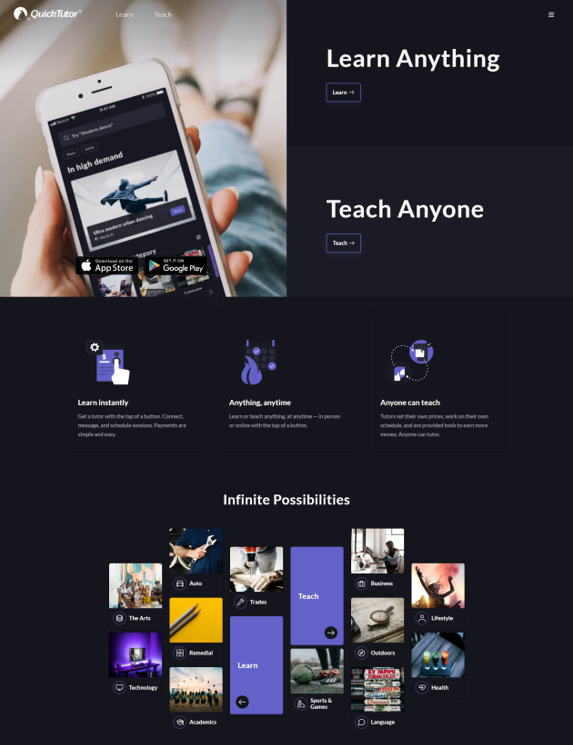 QuickTutor
Learn
Teach
Learn Anything
Learn →
9:41 AM
Try "Modern dance"
In high demand
Ultra modern urban dancing
Download on the
App Store
GET IT ON
Google Play
Teach Anyone
Teach →
Learn instantly
Get a tutor with the tap of a button. Connect,
message, and schedule sessions. Payments are
simple and easy.
Anything, anytime
Learn or teach anything, at anytime — in person
or online with the tap of a button.
Anyone can teach
Tutors set their own prices, work on their own
schedule, and are provided tools to earn more
money. Anyone can tutor.
Infinite Possibilities
The Arts
Technology
Auto
Remedial
Academics
Trades
Learn
Teach
Sports &
Games
Business
Outdoors
Language
Lifestyle
Health